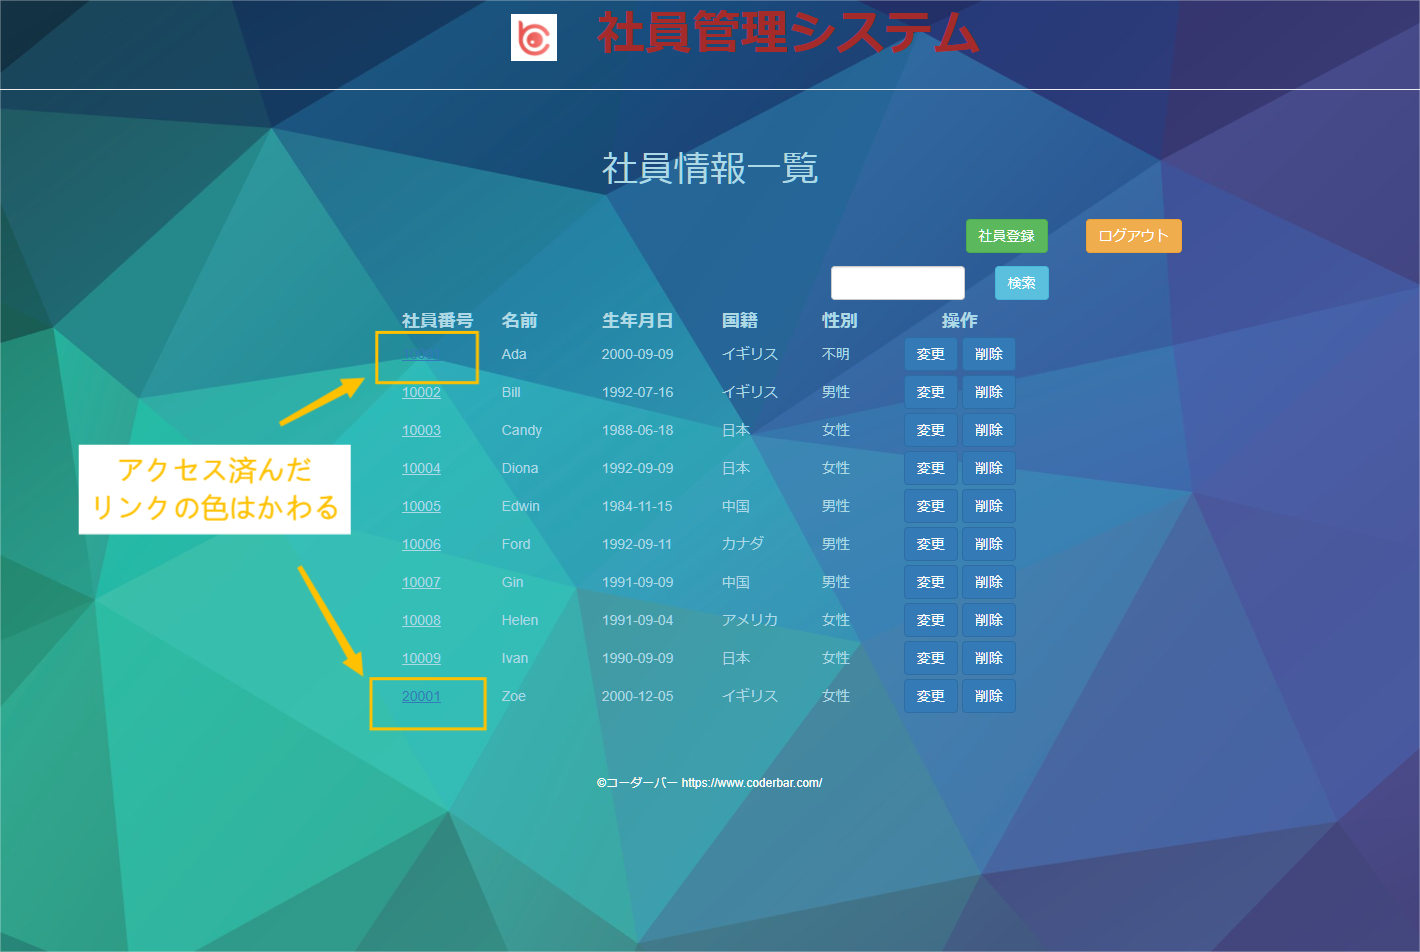 社員管理システム
社員情報一覧
社員登録 ログアウト
検索
社員番号 名前 生年月日 国籍 性別 操作
Ada 2000-09-09 イギリス 不明 変更 削除
10002 Bill 1992-07-16 イギリス 男性 変更 削除
10003 Candy 1988-06-18 日本 女性 変更 削除
10004 Diona 1992-09-09 日本 女性 変更 削除
10005 Edwin 1984-11-15 中国 男性 変更 削除
10006 Ford 1992-09-11 カナダ 男性 変更 削除
10007 Gin 1991-09-09 中国 男性 変更 削除
10008 Helen 1991-09-04 アメリカ 女性 変更 削除
10009 Ivan 1990-09-09 日本 女性 変更 削除
20001 Zoe 2000-12-05 イギリス 女性 変更 削除
アクセス済んだ
リンクの色はかわる
©コーダーバー https://www.coderbar.com/